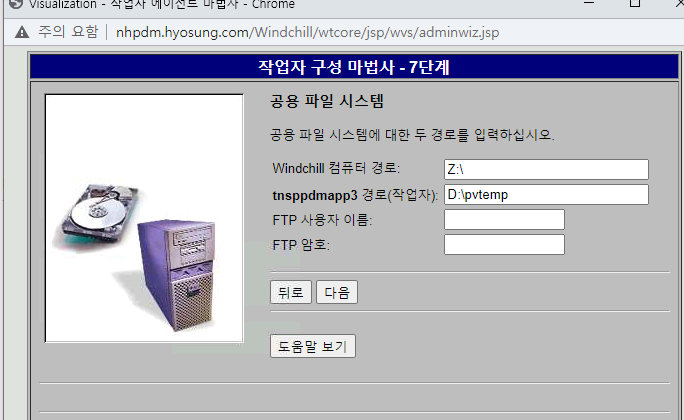 Visualization - 작업자 에이전트 마법사 - Chrome
주의 요함 | nhpdm.hyosung.com/Windchill/wtcore/jsp/wvs/adminwiz.jsp
작업자 구성 마법사 - 7단계
공용 파일 시스템
공용 파일 시스템에 대한 두 경로를 입력하십시오.
Windchill 컴퓨터 경로: Z:\
tnsppdmapp3 경로(작업자): D:\pvtemp
FTP 사용자 이름:
FTP 암호:
뒤로 다음
도움말 보기